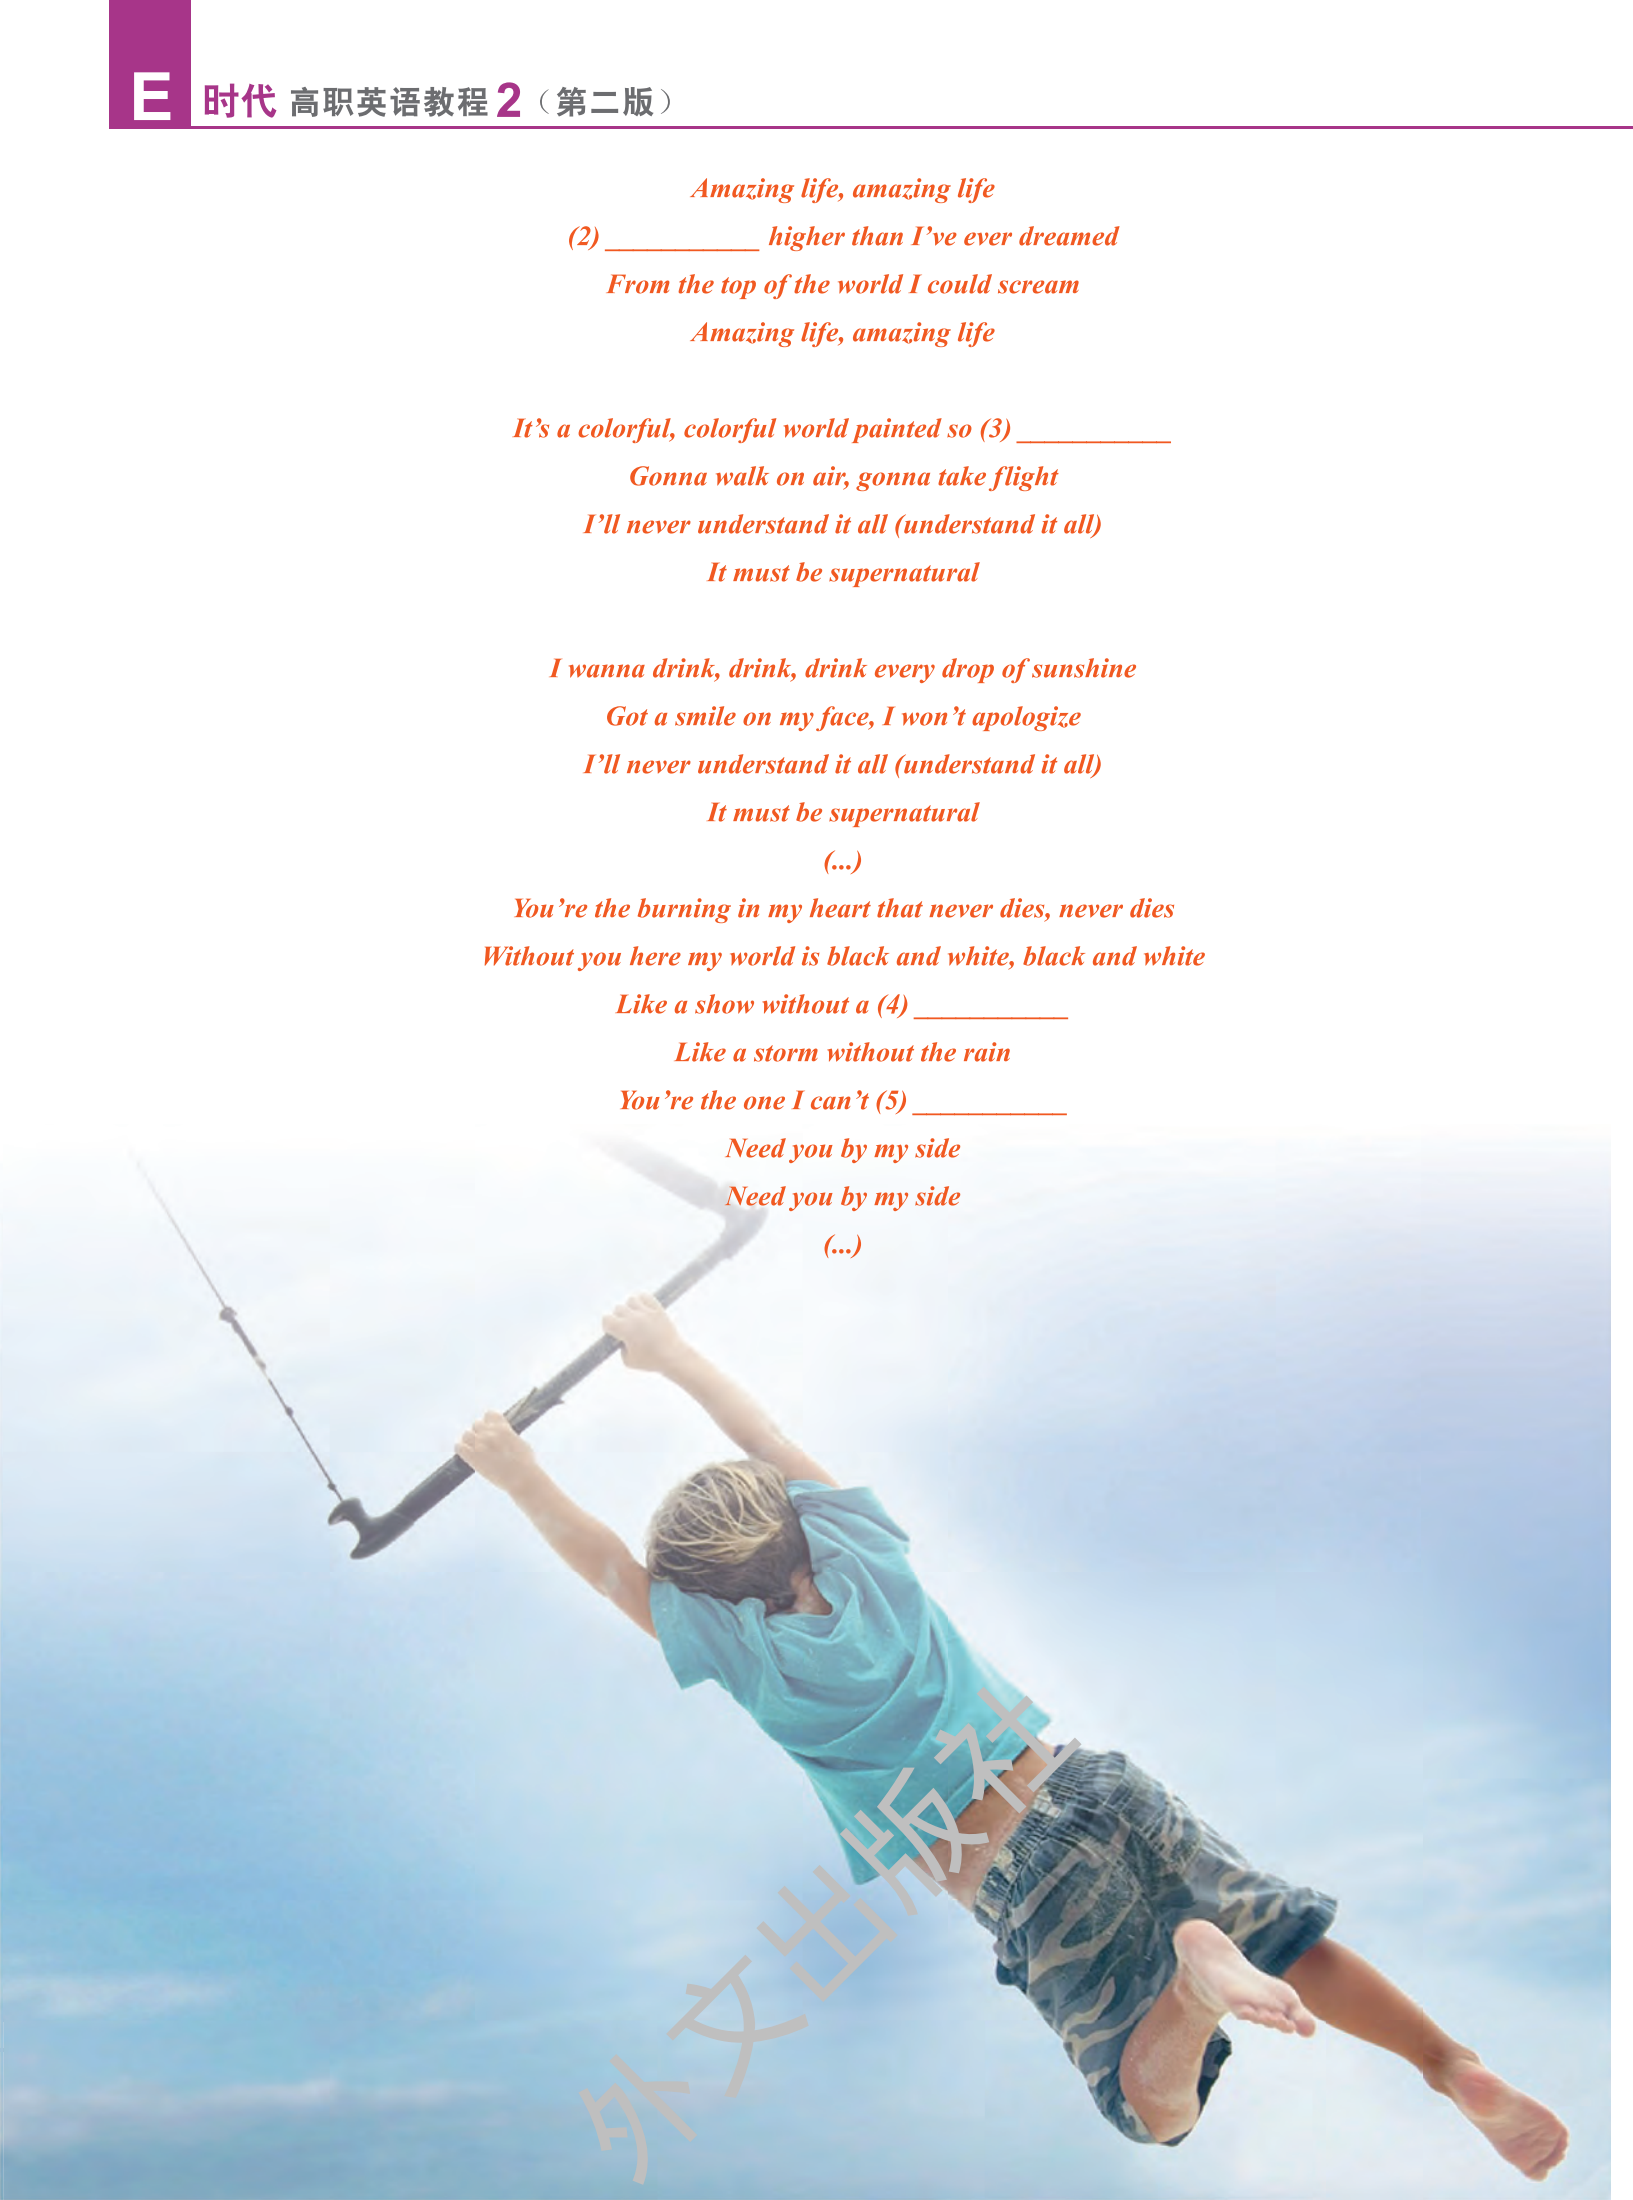 E 时代 高职英语教程2（第二版）
Amazing life, amazing life
(2) ___________ higher than I’ve ever dreamed
From the top of the world I could scream
Amazing life, amazing life
It’s a colorful, colorful world painted so (3) ___________
Gonna walk on air, gonna take flight
I’ll never understand it all (understand it all)
It must be supernatural
I wanna drink, drink, drink every drop of sunshine
Got a smile on my face, I won’t apologize
I’ll never understand it all (understand it all)
It must be supernatural
(...)
You’re the burning in my heart that never dies, never dies
Without you here my world is black and white, black and white
Like a show without a (4) ___________
Like a storm without the rain
You’re the one I can’t (5) ___________
Need you by my side
Need you by my side
(...)
外文出版社